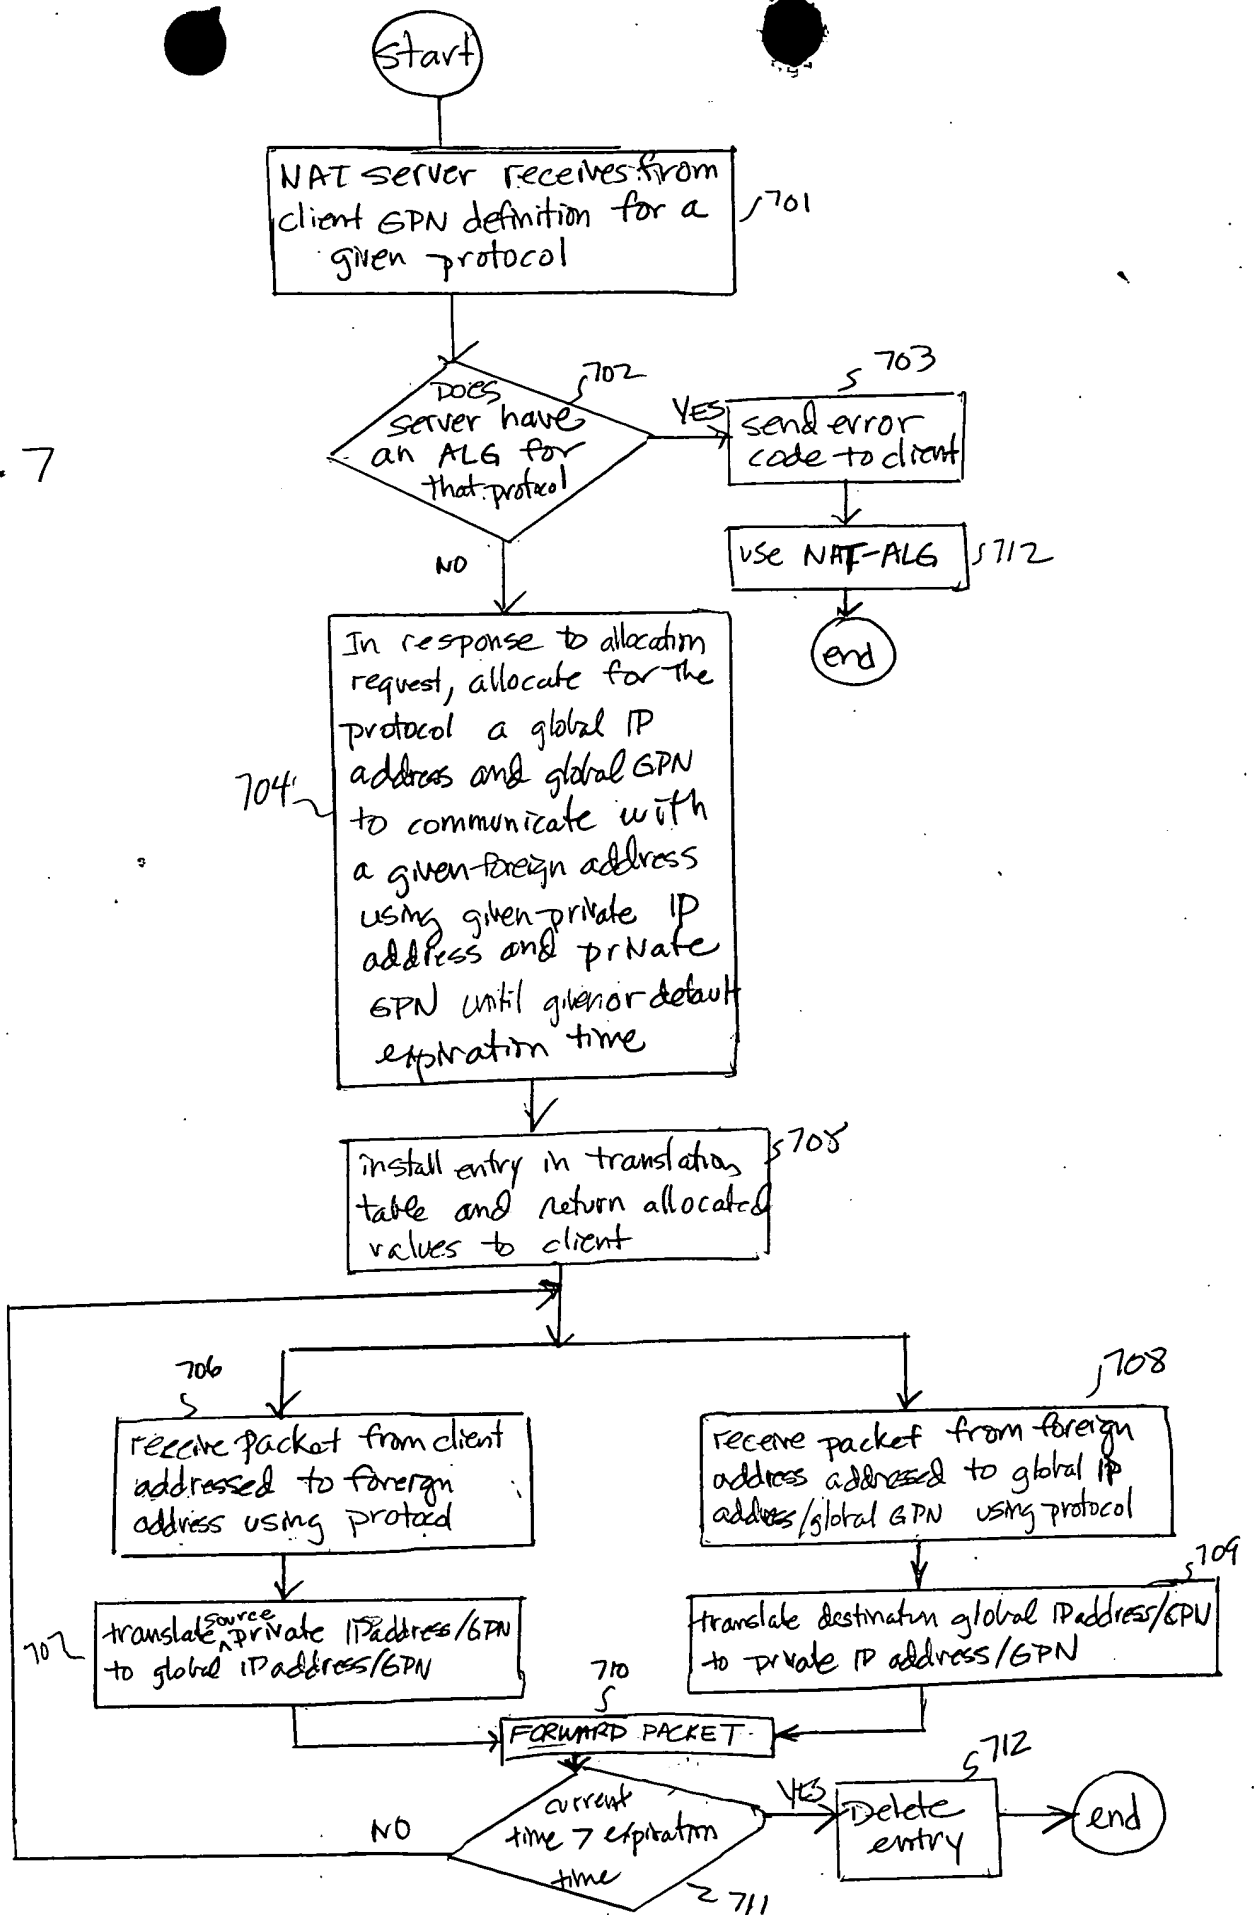 start
NAT server receives from
client GPN definition for a
given protocol
701
702
703
Does
server have
an ALG for
that protocol
YES
send error
code to client
. 7
NO
use NAT-ALG
712
end
In response to allocation
request, allocate for the
protocol a global IP
address and global GPN
to communicate with
a given foreign address
using given private IP
address and private
GPN until given or default
expiration time
704
705
install entry in translation
table and return allocated
values to client
706
708
receive packet from client
addressed to foreign
address using protocol
receive packet from foreign
address addressed to global IP
address/global GPN using protocol
709
707
translate source private IP address/GPN
to global IP address/GPN
translate destination global IP address/GPN
to private IP address/GPN
710
FORWARD PACKET
712
current
time > expiration
time
NO
YES
Delete
entry
end
711